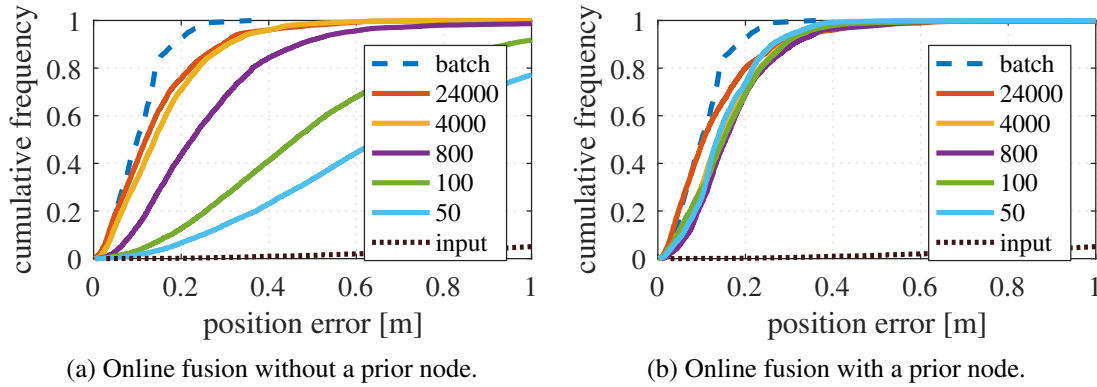 cumulative frequency
1
0.8
0.6
0.4
0.2
0
batch
24000
4000
800
100
50
input
0 0.2 0.4 0.6 0.8 1
position error [m]
(a) Online fusion without a prior node.
cumulative frequency
1
0.8
0.6
0.4
0.2
0
batch
24000
4000
800
100
50
input
0 0.2 0.4 0.6 0.8 1
position error [m]
(b) Online fusion with a prior node.